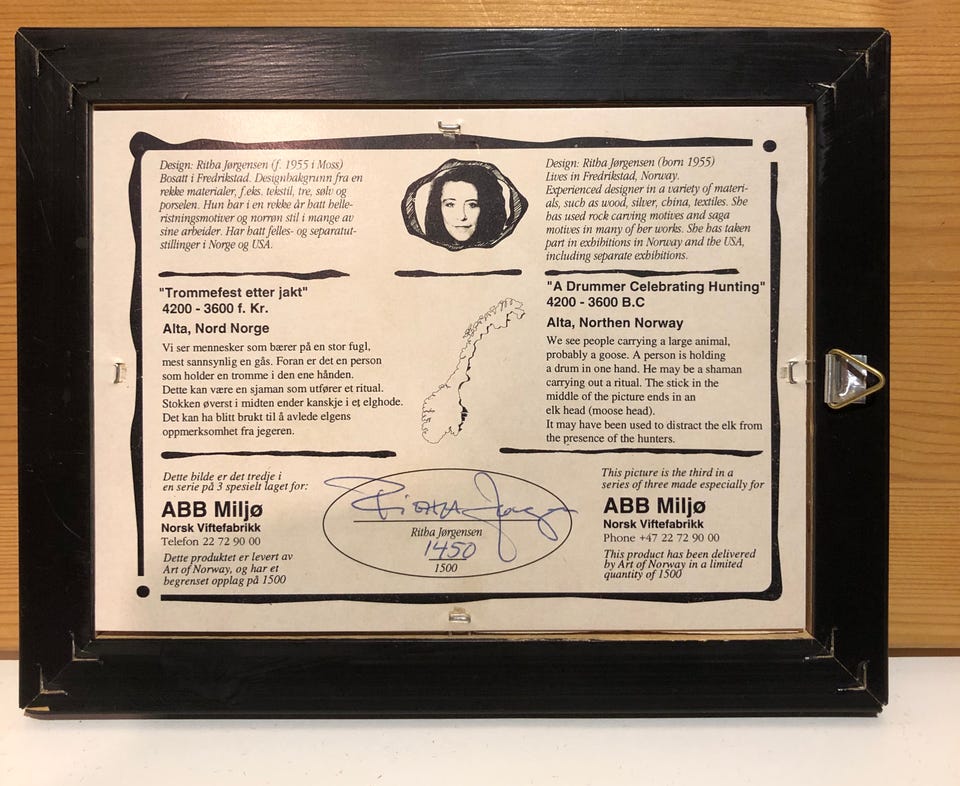 Design: Ritha Jørgensen (f. 1955 i Moss)
Bosatt i Fredrikstad. Designbakgrunn fra en
rekke materialer, f.eks. tekstil, tre, sølv og
porselen. Hun har i en rekke år hatt helle-
ristningsmotiver og norrøn stil i mange av
sine arbeider. Har hatt felles- og separatut-
stillinger i Norge og USA.
Design: Ritha Jørgensen (born 1955)
Lives in Fredrikstad, Norway.
Experienced designer in a variety of materi-
als, such as wood, silver, china, textiles. She
has used rock carving motives and saga
motives in many of her works. She has taken
part in exhibitions in Norway and the USA,
including separate exhibitions.
"Trommefest etter jakt"
4200 - 3600 f. Kr.
Alta, Nord Norge
Vi ser mennesker som bærer på en stor fugl,
mest sannsynlig en gås. Foran er det en person
som holder en tromme i den ene hånden.
Dette kan være en sjaman som utfører et ritual.
Stokken øverst i midten ender kanskje i et elghode.
Det kan ha blitt brukt til å avlede elgens
oppmerksomhet fra jegeren.
"A Drummer Celebrating Hunting"
4200 - 3600 B.C
Alta, Northen Norway
We see people carrying a large animal,
probably a goose. A person is holding
a drum in one hand. He may be a shaman
carrying out a ritual. The stick in the
middle of the picture ends in an
elk head (moose head).
It may have been used to distract the elk from
the presence of the hunters.
Dette bilde er det tredje i
en serie på 3 spesielt laget for:
ABB Miljø
Norsk Viftefabrikk
Telefon 22 72 90 00
Dette produktet er levert av
Art of Norway, og har et
begrenset opplag på 1500
Ritha Jørgensen
Ritha Jørgensen
1450
1500
This picture is the third in a
series of three made especially for
ABB Miljø
Norsk Viftefabrikk
Phone +47 22 72 90 00
This product has been delivered
by Art of Norway in a limited
quantity of 1500